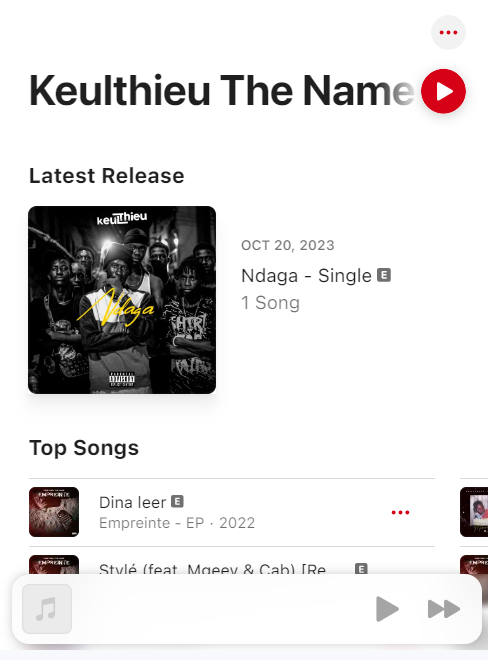 Keulthieu The Name
Latest Release
keulthieu
Ndaga
PARENTAL
ADVISORY
EXPLICIT CONTENT
OCT 20, 2023
Ndaga - Single E
1 Song
Top Songs
EMPREINTE
Dina leer E
Empreinte - EP · 2022
Stylé (feat. Mgeey & Cab) [Re... E